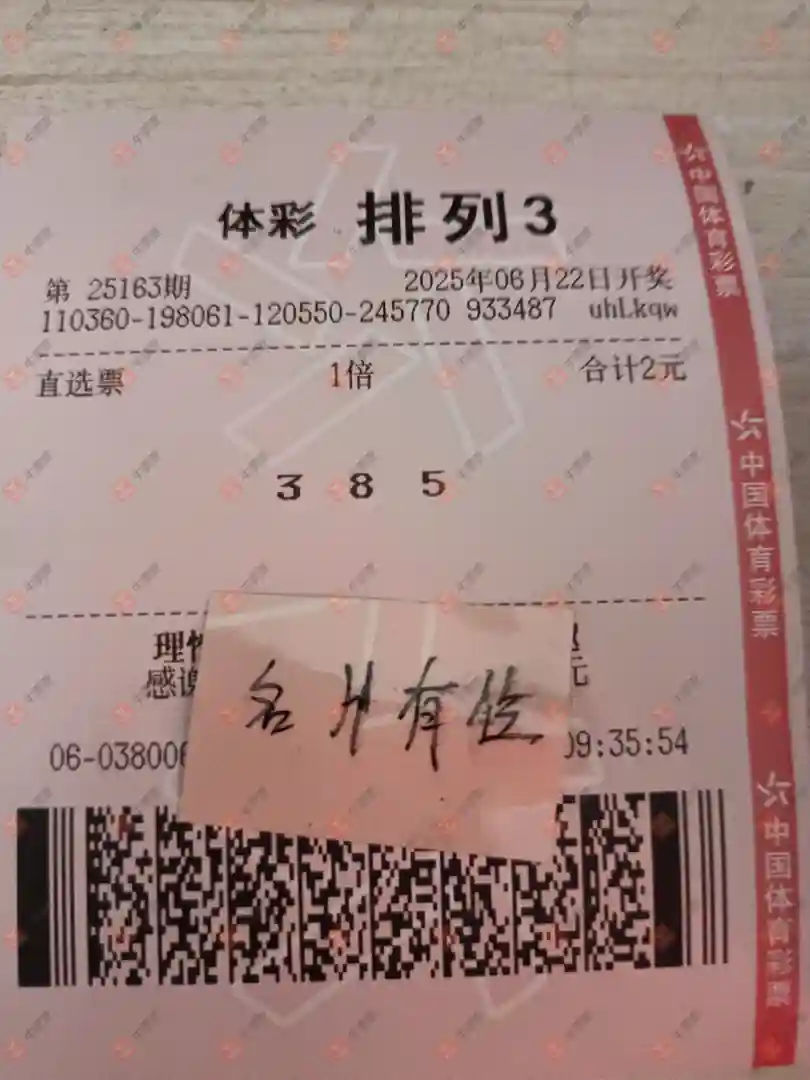 体彩 排列3
第 25163期 2025年06月22日开奖
110360-198061-120550-245770 933487 uhLkqw
直选票 1倍 合计2元
3 8 5
理性
感谢 元
名片有
06-038006 09:35:54
中国体育彩票
中国体育彩票
中国体育彩票